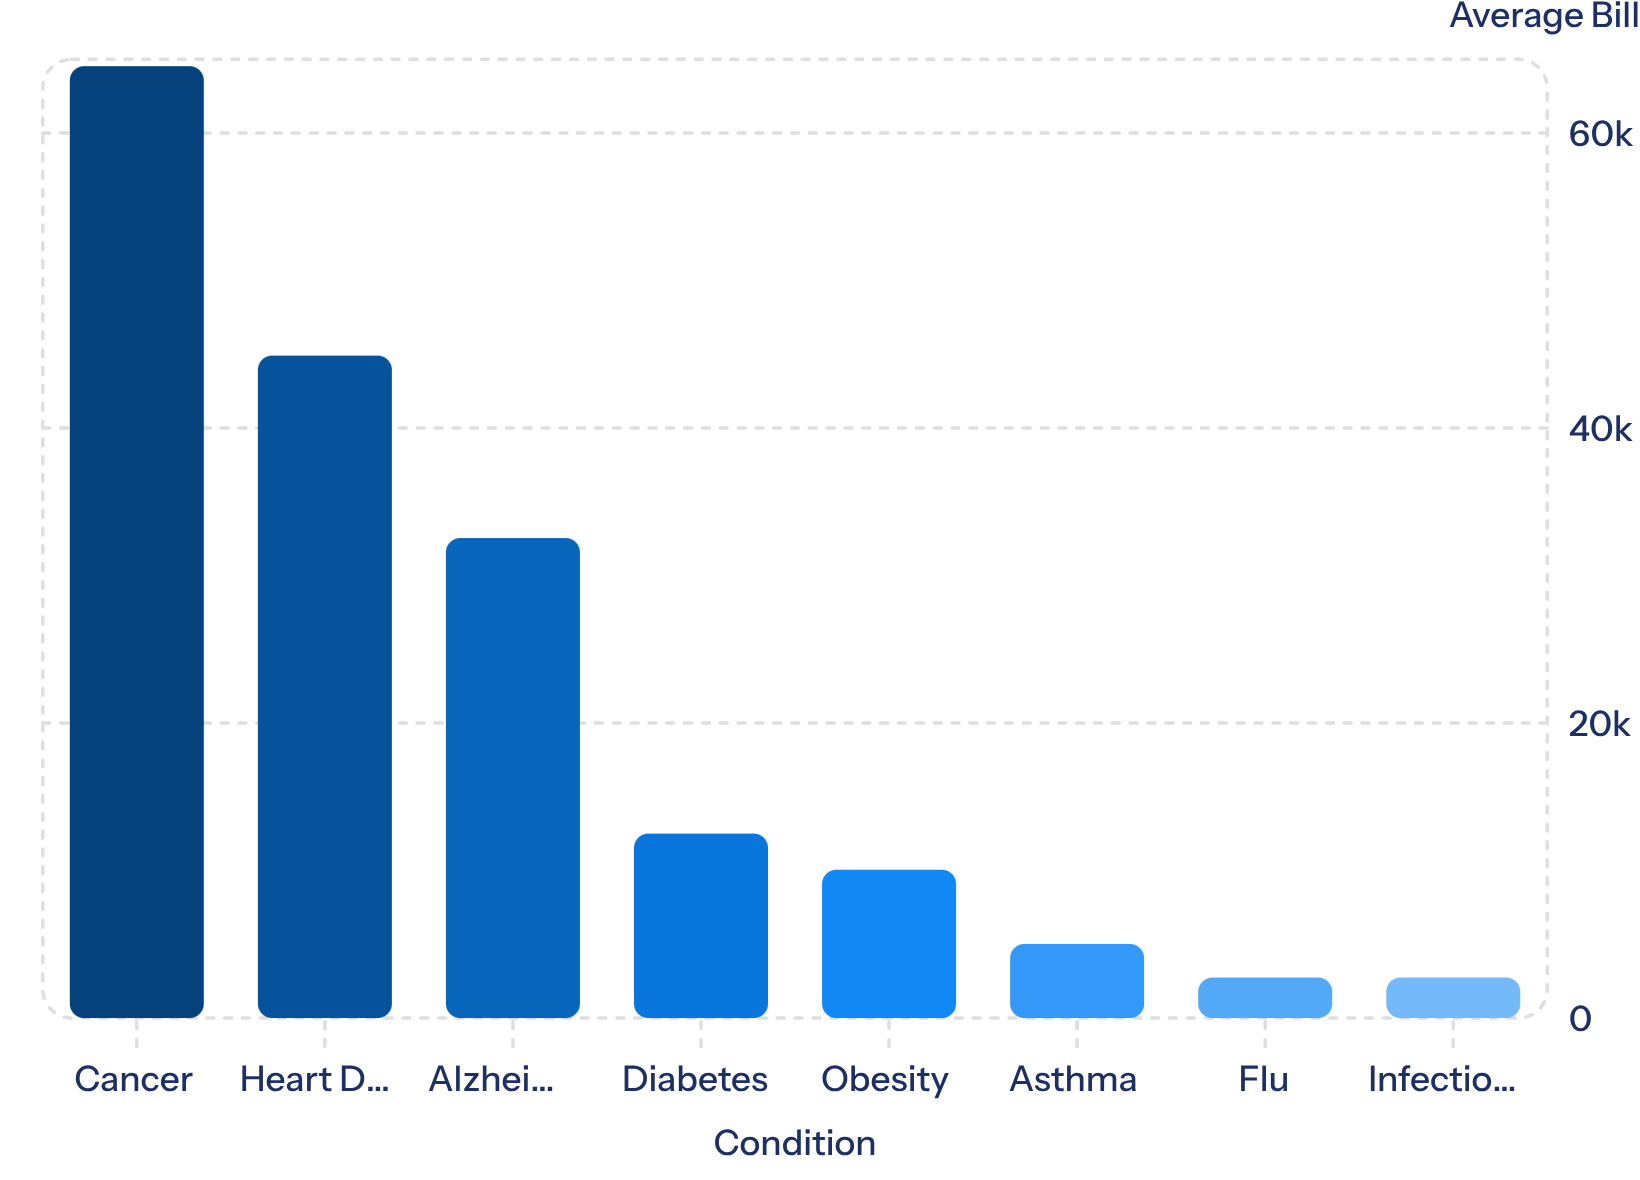 Average Bill
60k
40k
20k
0
Cancer
Heart D...
Alzhei...
Diabetes
Obesity
Asthma
Flu
Infectio...
Condition